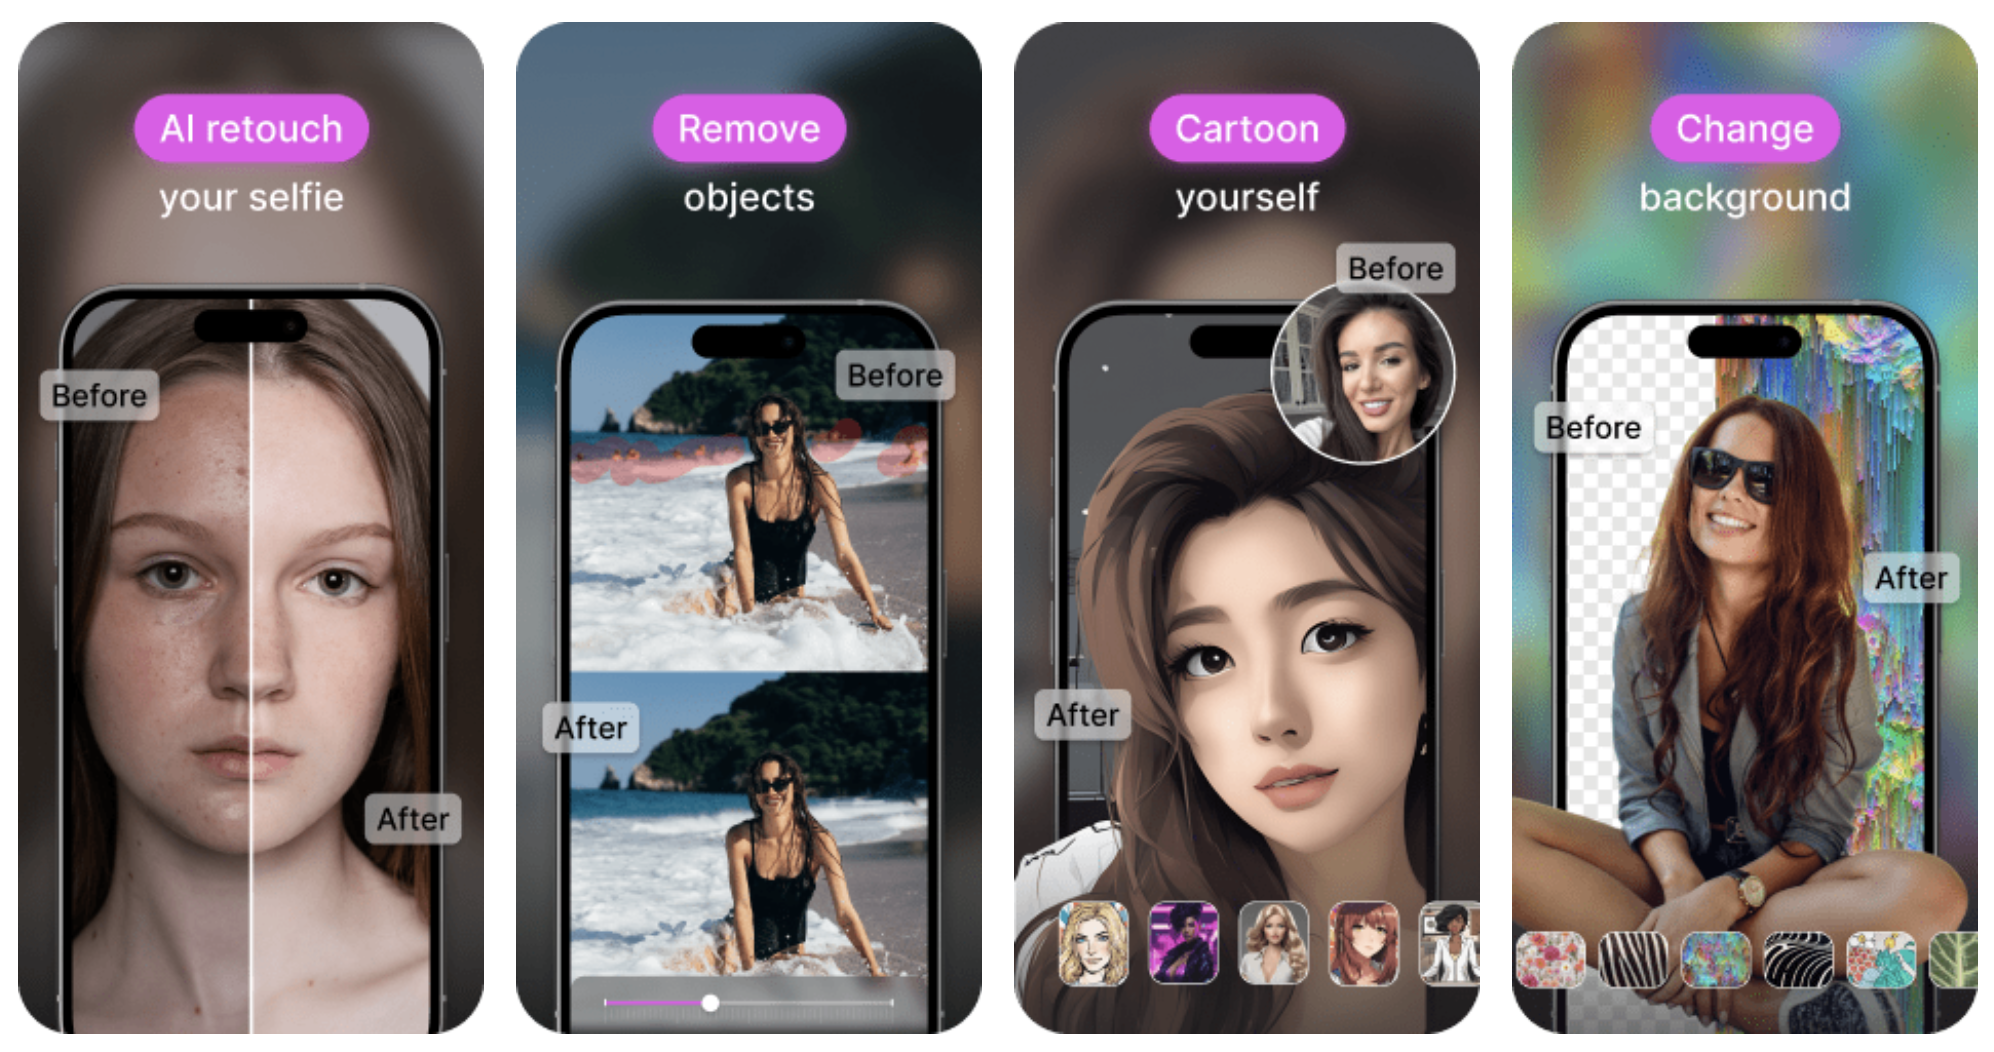 AI retouch
your selfie
Before
After
Remove
objects
Before
After
Cartoon
yourself
Before
After
Change
background
Before
After